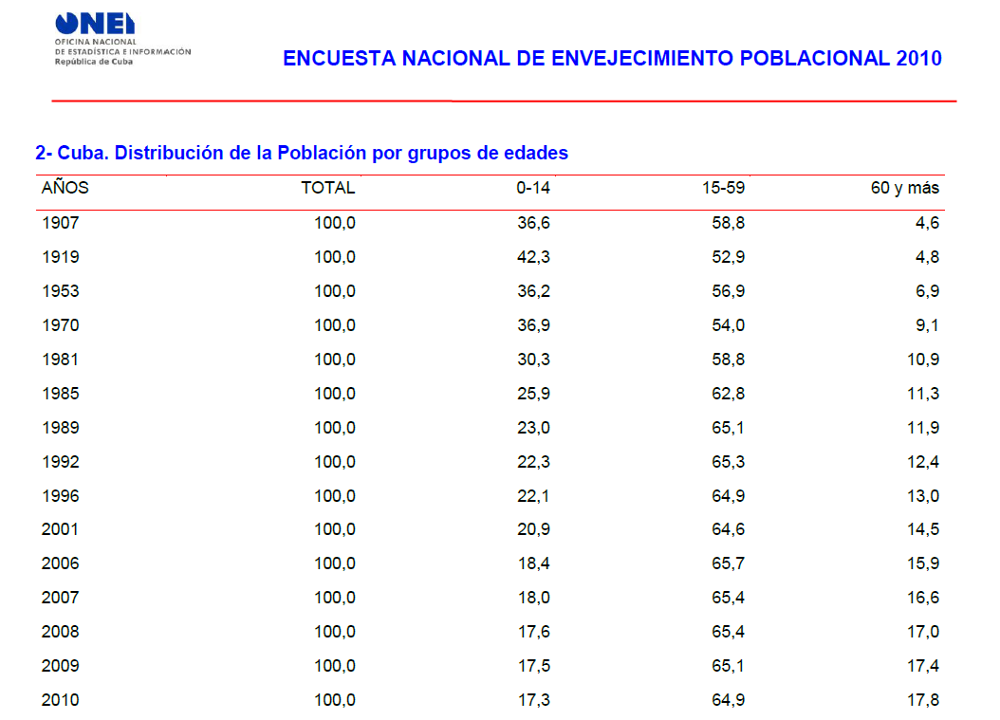 ONEI
OFICINA NACIONAL
DE ESTADÍSTICA E INFORMACIÓN
República de Cuba
ENCUESTA NACIONAL DE ENVEJECIMIENTO POBLACIONAL 2010
2- Cuba. Distribución de la Población por grupos de edades
AÑOS TOTAL 0-14 15-59 60 y más
1907 100,0 36,6 58,8 4,6
1919 100,0 42,3 52,9 4,8
1953 100,0 36,2 56,9 6,9
1970 100,0 36,9 54,0 9,1
1981 100,0 30,3 58,8 10,9
1985 100,0 25,9 62,8 11,3
1989 100,0 23,0 65,1 11,9
1992 100,0 22,3 65,3 12,4
1996 100,0 22,1 64,9 13,0
2001 100,0 20,9 64,6 14,5
2006 100,0 18,4 65,7 15,9
2007 100,0 18,0 65,4 16,6
2008 100,0 17,6 65,4 17,0
2009 100,0 17,5 65,1 17,4
2010 100,0 17,3 64,9 17,8